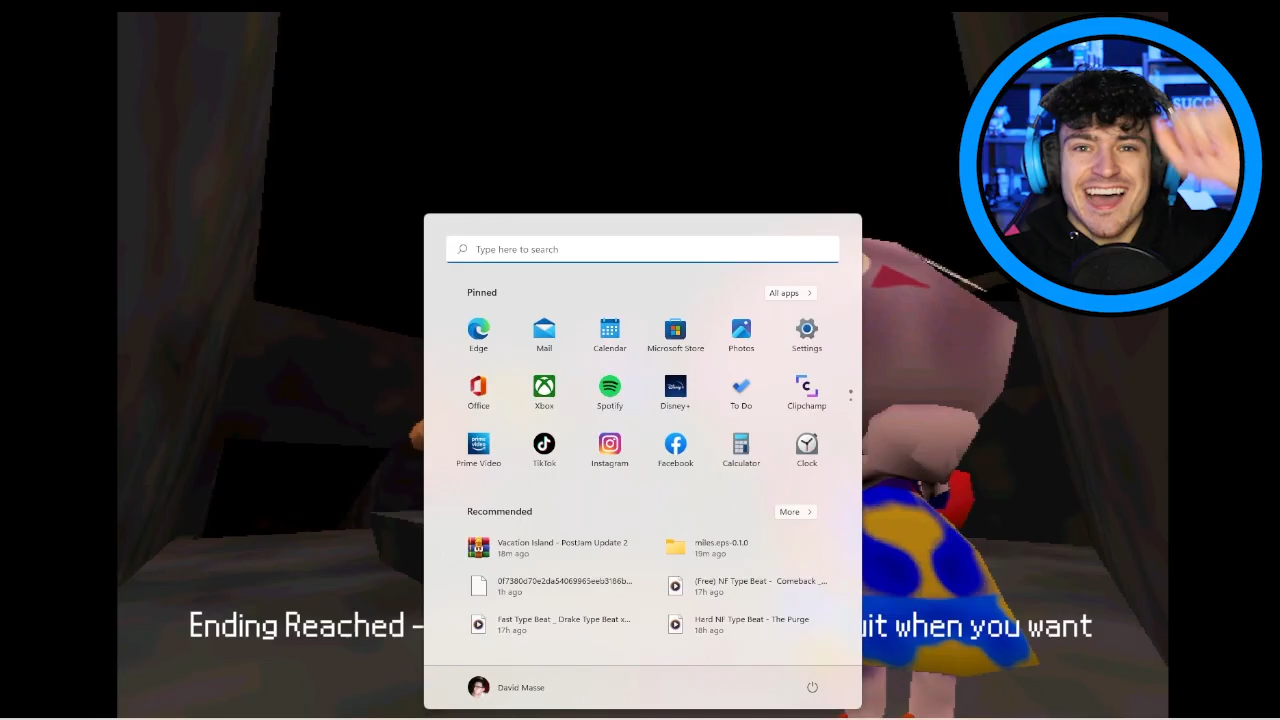 SUCCE
Type here to search
Pinned
All apps
Edge
Mail
Calendar
Microsoft Store
Photos
Settings
Office
Xbox
Spotify
Disney+
To Do
Clipchamp
prime video
Prime Video
TikTok
Instagram
Facebook
Calculator
Clock
Recommended
More
Vacation Island - PostJam Update 2
18m ago
miles.eps-0.1.0
19m ago
0f7380d70e2da54069965eeb3186b...
1h ago
(Free) NF Type Beat - Comeback _...
17h ago
Fast Type Beat _ Drake Type Beat x...
17h ago
Hard NF Type Beat - The Purge
18h ago
Ending Reached - uit when you want
David Masse